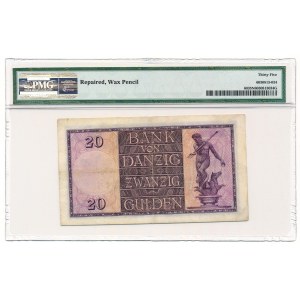 PMG
Repaired, Wax Pencil
Thirty Five
20
BANK
VON
DANZIG
ZWANZIG
20
GULDEN